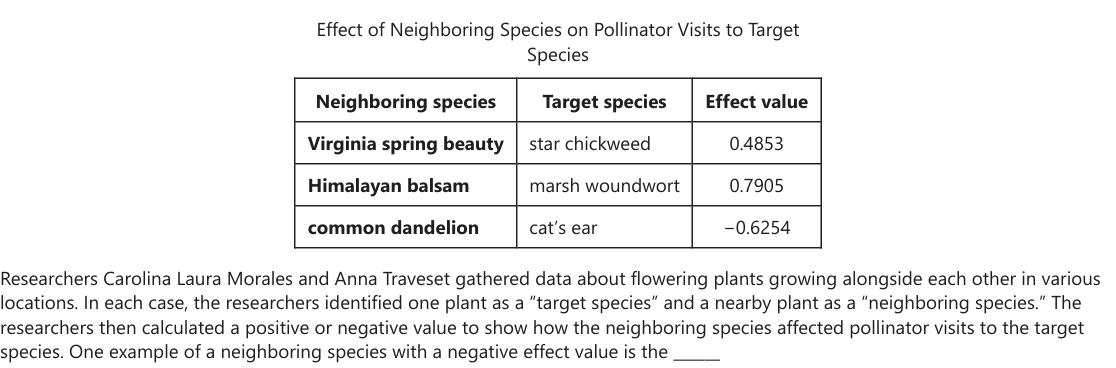 Effect of Neighboring Species on Pollinator Visits to Target
Species
Neighboring species Target species Effect value
Virginia spring beauty star chickweed 0.4853
Himalayan balsam marsh woundwort 0.7905
common dandelion cat’s ear −0.6254
Researchers Carolina Laura Morales and Anna Traveset gathered data about flowering plants growing alongside each other in various
locations. In each case, the researchers identified one plant as a “target species” and a nearby plant as a “neighboring species.” The
researchers then calculated a positive or negative value to show how the neighboring species affected pollinator visits to the target
species. One example of a neighboring species with a negative effect value is the _____